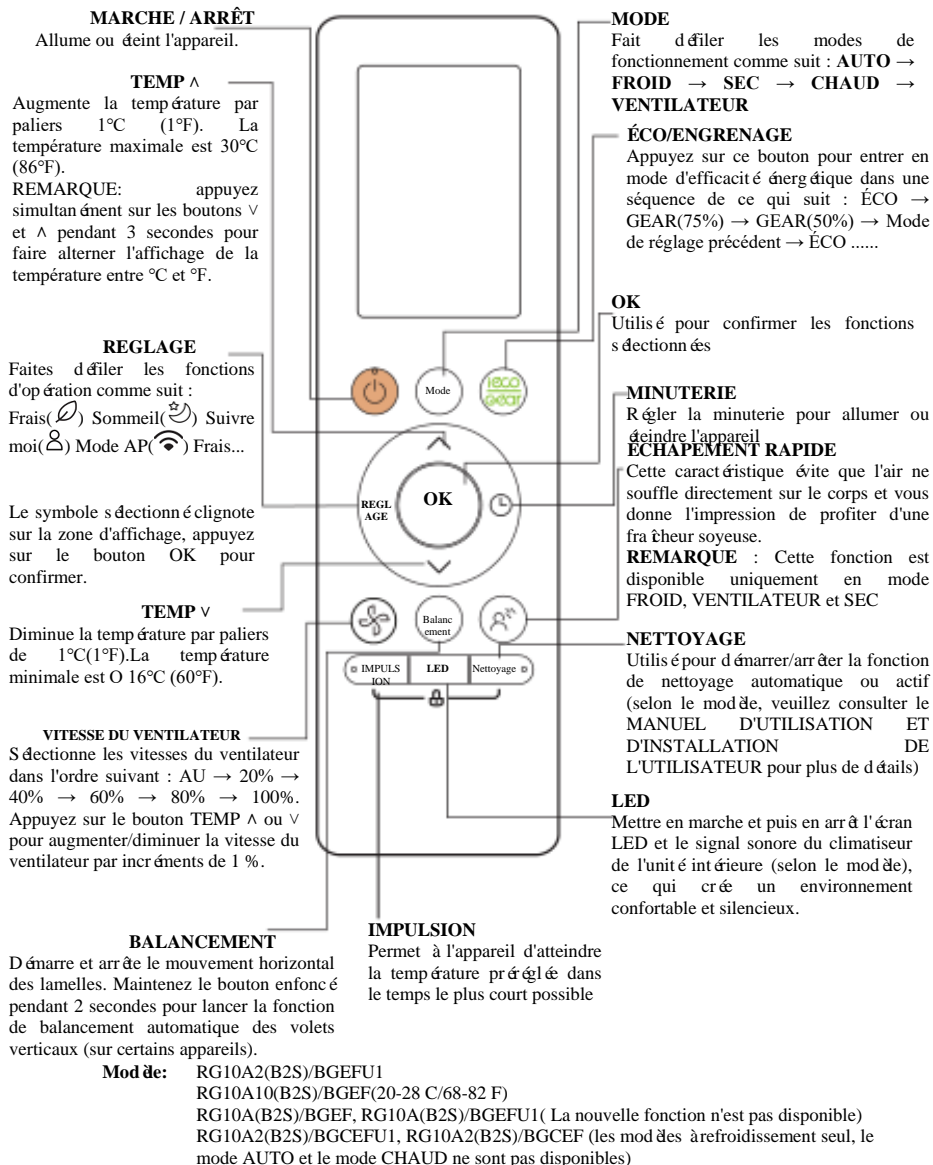 MARCHE / ARRÊT
Allume ou éteint l'appareil.
TEMP ˄
Augmente la température par
paliers 1°C (1°F). La
température maximale est 30°C
(86°F).
REMARQUE: appuyez
simultanément sur les boutons ˅
et ˄ pendant 3 secondes pour
faire alterner l'affichage de la
température entre °C et °F.
REGLAGE
Faites défiler les fonctions
d'opération comme suit :
Frais( ) Sommeil( ) Suivre
moi( ) Mode AP( ) Frais...
Le symbole sélectionné clignote
sur la zone d'affichage, appuyez
sur le bouton OK pour
confirmer.
TEMP ˅
Diminue la température par paliers
de 1°C(1°F).La température
minimale est O 16°C (60°F).
VITESSE DU VENTILATEUR
Sélectionne les vitesses du ventilateur
dans l'ordre suivant : AU → 20% →
40% → 60% → 80% → 100%.
Appuyez sur le bouton TEMP ˄ ou ˅
pour augmenter/diminuer la vitesse du
ventilateur par incréments de 1 %.
BALANCEMENT
Démarre et arrête le mouvement horizontal
des lamelles. Maintenez le bouton enfoncé
pendant 2 secondes pour lancer la fonction
de balancement automatique des volets
verticaux (sur certains appareils).
Mode
ieco
gear
REGL
AGE
OK
Balanc
ement
IMPULS
ION
LED
Nettoyage
IMPULSION
Permet à l'appareil d'atteindre
la température préréglée dans
le temps le plus court possible
MODE
Fait défiler les modes de
fonctionnement comme suit : AUTO →
FROID → SEC → CHAUD →
VENTILATEUR
ÉCO/ENGRENAGE
Appuyez sur ce bouton pour entrer en
mode d'efficacité énergétique dans une
séquence de ce qui suit : ÉCO →
GEAR(75%) → GEAR(50%) → Mode
de réglage précédent → ÉCO ......
OK
Utilisé pour confirmer les fonctions
sélectionnées
MINUTERIE
Régler la minuterie pour allumer ou
éteindre l'appareil
ÉCHAPEMENT RAPIDE
Cette caractéristique évite que l'air ne
souffle directement sur le corps et vous
donne l'impression de profiter d'une
fraîcheur soyeuse.
REMARQUE : Cette fonction est
disponible uniquement en mode
FROID, VENTILATEUR et SEC
NETTOYAGE
Utilisé pour démarrer/arrêter la fonction
de nettoyage automatique ou actif
(selon le modèle, veuillez consulter le
MANUEL D'UTILISATION ET
D'INSTALLATION DE
L'UTILISATEUR pour plus de détails)
LED
Mettre en marche et puis en arrêt l'écran
LED et le signal sonore du climatiseur
de l'unité intérieure (selon le modèle),
ce qui crée un environnement
confortable et silencieux.
Modèle: RG10A2(B2S)/BGEFU1
RG10A10(B2S)/BGEF(20-28 C/68-82 F)
RG10A(B2S)/BGEF, RG10A(B2S)/BGEFU1( La nouvelle fonction n'est pas disponible)
RG10A2(B2S)/BGCEFU1, RG10A2(B2S)/BGCEF (les modèles à refroidissement seul, le
mode AUTO et le mode CHAUD ne sont pas disponibles)